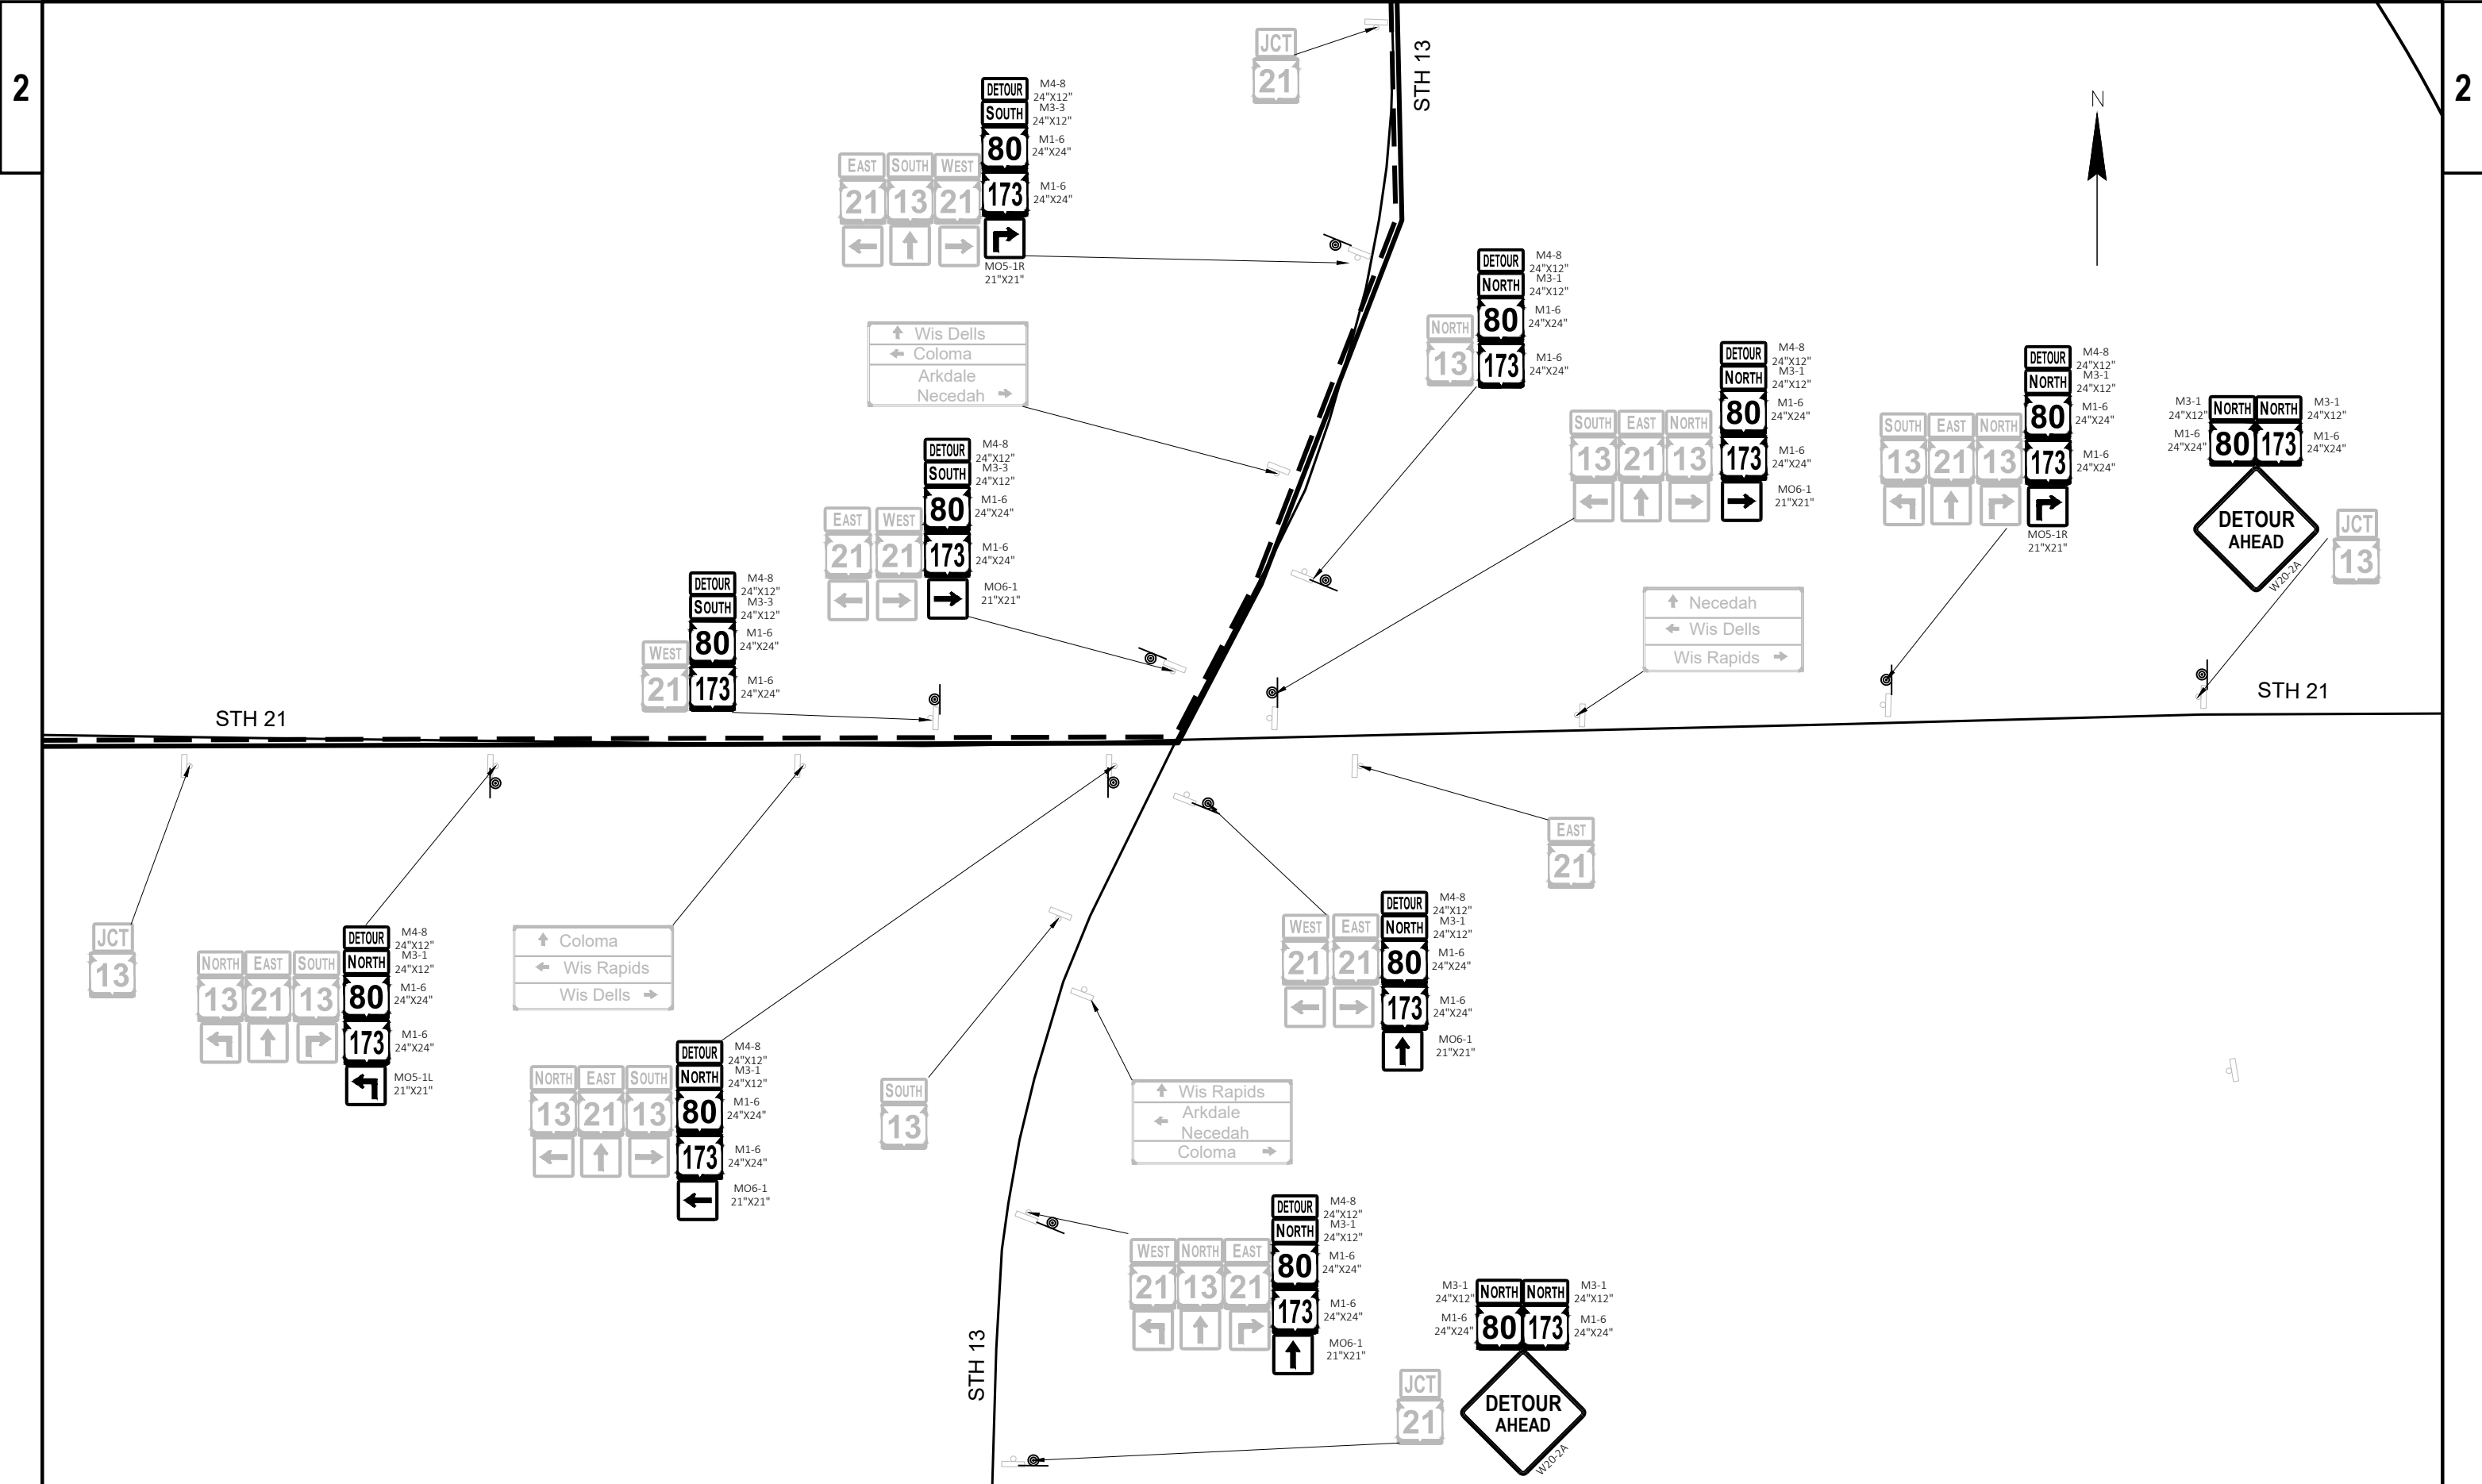 2
2
JCT
21
STH 13
N
DETOUR
SOUTH
80
173
M4-8
24"X12"
M3-3
24"X12"
M1-6
24"X24"
M1-6
24"X24"
MO5-1R
21"X21"
EAST SOUTH WEST
21 13 21
Wis Dells
Coloma
Arkdale
Necedah
DETOUR
NORTH
80
173
M4-8
24"X12"
M3-1
24"X12"
M1-6
24"X24"
M1-6
24"X24"
NORTH
13
DETOUR
NORTH
80
173
M4-8
24"X12"
M3-1
24"X12"
M1-6
24"X24"
M1-6
24"X24"
MO6-1
21"X21"
SOUTH EAST NORTH
13 21 13
DETOUR
NORTH
80
173
M4-8
24"X12"
M3-1
24"X12"
M1-6
24"X24"
M1-6
24"X24"
MO5-1R
21"X21"
SOUTH EAST NORTH
13 21 13
M3-1
24"X12"
M1-6
24"X24"
NORTH NORTH
80 173
M3-1
24"X12"
M1-6
24"X24"
DETOUR
AHEAD
W20-2A
JCT
13
DETOUR
SOUTH
80
173
M4-8
24"X12"
M3-3
24"X12"
M1-6
24"X24"
M1-6
24"X24"
MO6-1
21"X21"
EAST WEST
21 21
DETOUR
SOUTH
80
173
M4-8
24"X12"
M3-3
24"X12"
M1-6
24"X24"
M1-6
24"X24"
WEST
21
Necedah
Wis Dells
Wis Rapids
STH 21
STH 21
EAST
21
JCT
13
NORTH EAST SOUTH
13 21 13
DETOUR
NORTH
80
173
M4-8
24"X12"
M3-1
24"X12"
M1-6
24"X24"
M1-6
24"X24"
MO5-1L
21"X21"
Coloma
Wis Rapids
Wis Dells
NORTH EAST SOUTH
13 21 13
DETOUR
NORTH
80
173
M4-8
24"X12"
M3-1
24"X12"
M1-6
24"X24"
M1-6
24"X24"
MO6-1
21"X21"
SOUTH
13
WEST EAST
21 21
DETOUR
NORTH
80
173
M4-8
24"X12"
M3-1
24"X12"
M1-6
24"X24"
M1-6
24"X24"
MO6-1
21"X21"
Wis Rapids
Arkdale
Necedah
Coloma
WEST NORTH EAST
21 13 21
DETOUR
NORTH
80
173
M4-8
24"X12"
M3-1
24"X12"
M1-6
24"X24"
M1-6
24"X24"
MO6-1
21"X21"
STH 13
JCT
21
M3-1
24"X12"
M1-6
24"X24"
NORTH NORTH
80 173
M3-1
24"X12"
M1-6
24"X24"
DETOUR
AHEAD
W20-2A